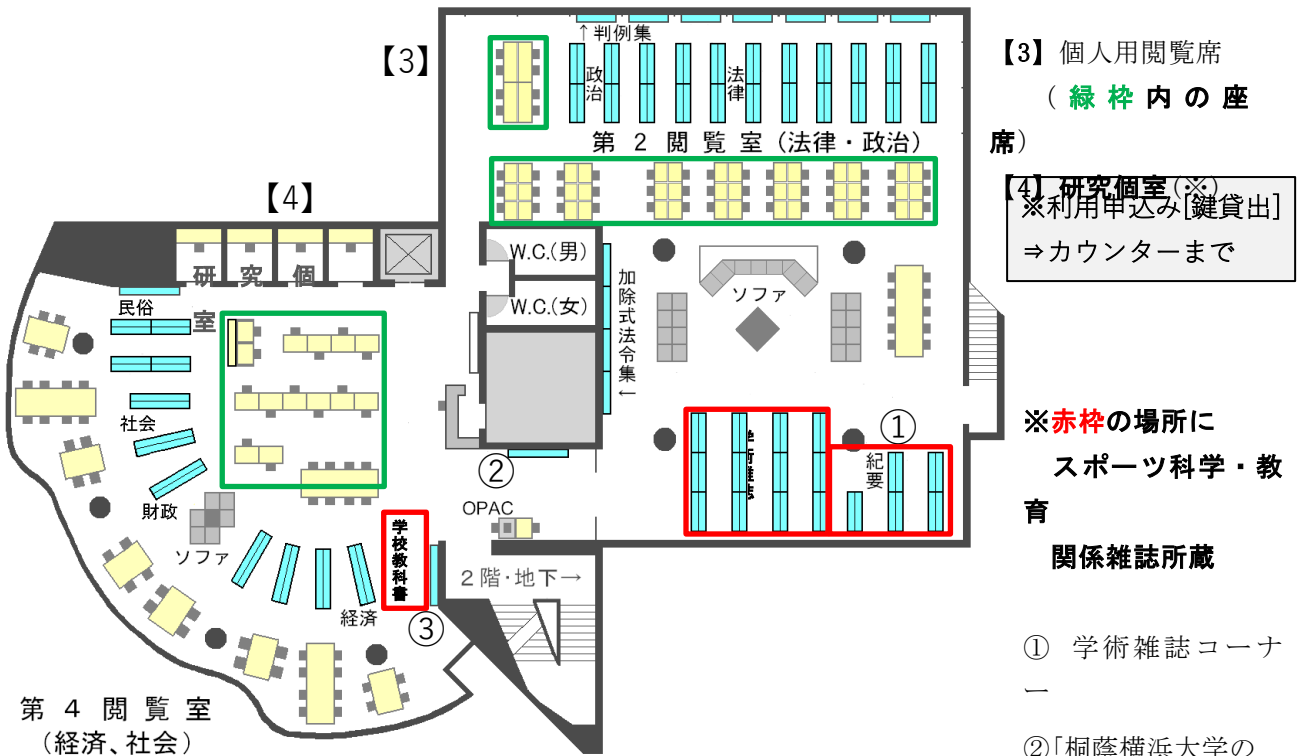 【3】
↑判例集
政治
法律
第２閲覧室(法律・政治)
【4】
研究個室
民俗
社会
財政
ソファ
経済
W.C.(男)
W.C.(女)
加除式法令集←
ソファ
①
学術雑誌
紀要
②
OPAC
学校教科書
③
２階・地下→
第４閲覧室
(経済、社会)
【3】個人用閲覧席
(緑枠内の座
席)
【4】研究個室(※)
※利用申込み[鍵貸出]
⇒カウンターまで
※赤枠の場所に
スポーツ科学・教
育
関係雑誌所蔵
① 学術雑誌コーナ
ー
②「桐蔭横浜大学の